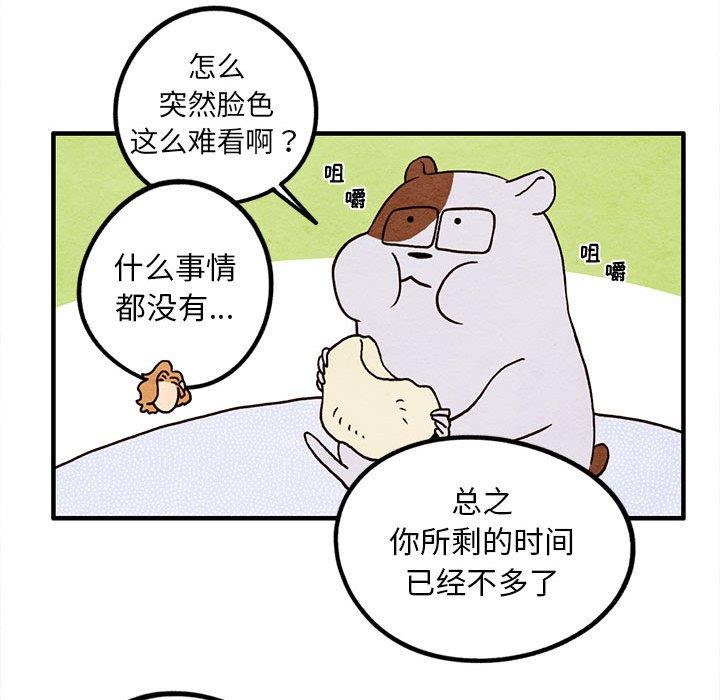 怎么
突然脸色
这么难看啊？
咀
嚼
什么事情
都没有...
咀
嚼
总之
你所剩的时间
已经不多了